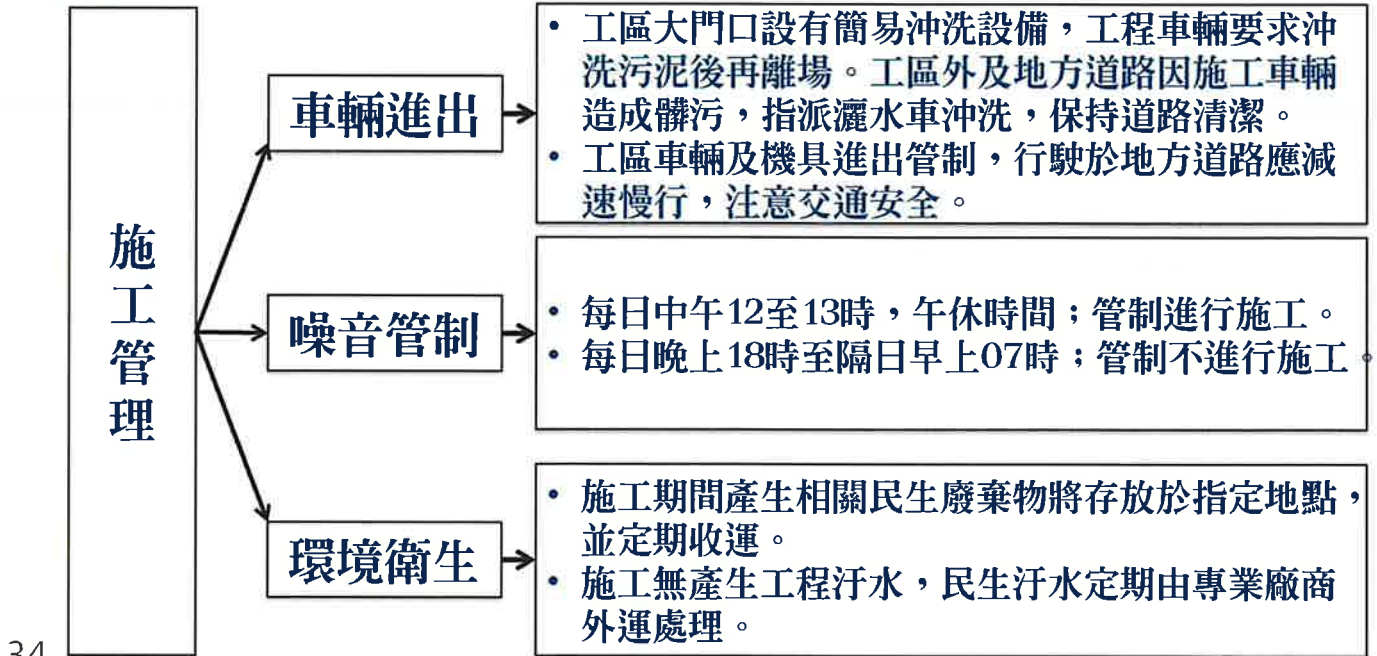 施工管理
車輛進出
• 工區大門口設有簡易沖洗設備，工程車輛要求沖
洗污泥後再離場。工區外及地方道路因施工車輛
造成髒污，指派灑水車沖洗，保持道路清潔。
• 工區車輛及機具進出管制，行駛於地方道路應減
速慢行，注意交通安全。
噪音管制
• 每日中午12至13時，午休時間；管制進行施工。
• 每日晚上18時至隔日早上07時；管制不進行施工。
環境衛生
• 施工期間產生相關民生廢棄物將存放於指定地點，
並定期收運。
• 施工無產生工程汙水，民生汙水定期由專業廠商
外運處理。
34